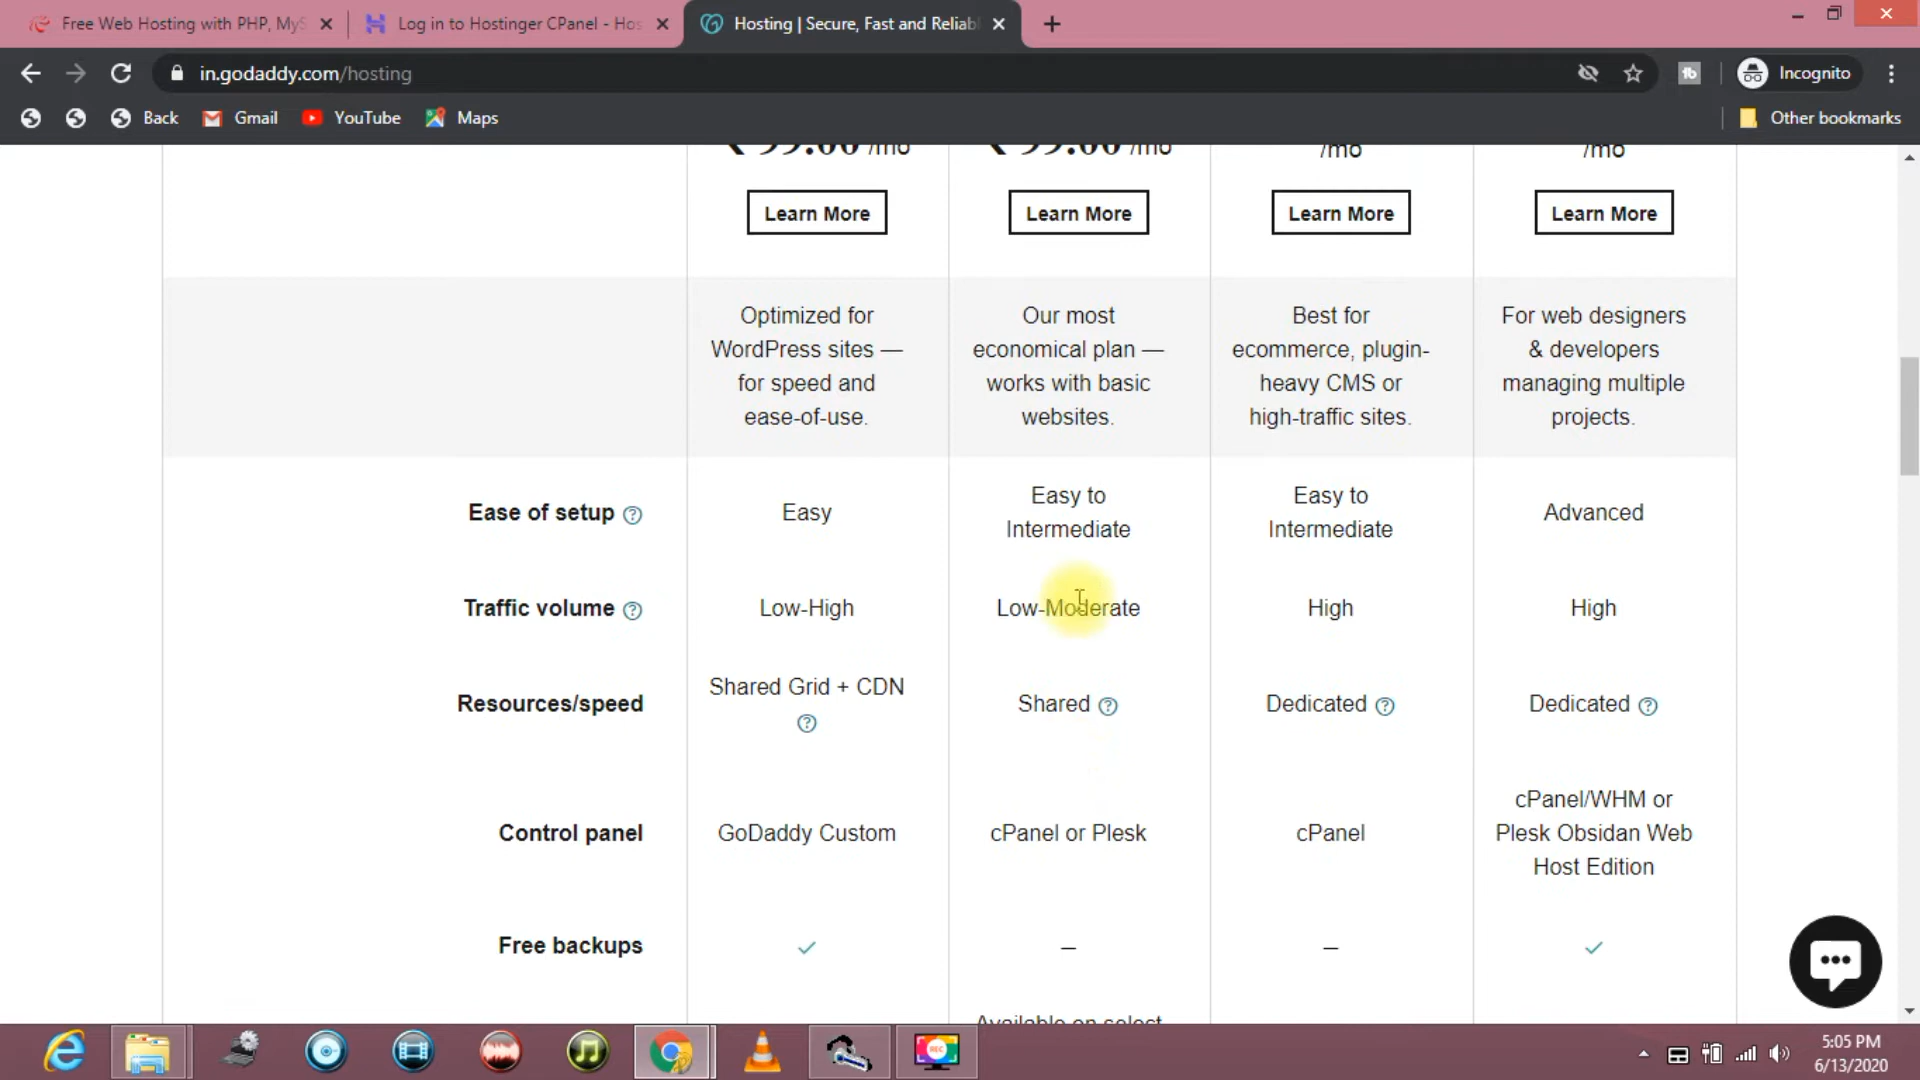 Free Web Hosting with PHP, MyS
Log in to Hostinger CPanel - Hos
Hosting | Secure, Fast and Reliab
in.godaddy.com/hosting
Incognito
Back
Gmail
YouTube
Maps
Other bookmarks
/mo
/mo
/mo
/mo
Learn More
Learn More
Learn More
Learn More
Optimized for
WordPress sites —
for speed and
ease-of-use.
Our most
economical plan —
works with basic
websites.
Best for
ecommerce, plugin-
heavy CMS or
high-traffic sites.
For web designers
& developers
managing multiple
projects.
Ease of setup ?
Easy
Easy to
Intermediate
Easy to
Intermediate
Advanced
Traffic volume ?
Low-High
Low-Moderate
High
High
Resources/speed
Shared Grid + CDN
?
Shared ?
Dedicated ?
Dedicated ?
Control panel
GoDaddy Custom
cPanel or Plesk
cPanel
cPanel/WHM or
Plesk Obsidan Web
Host Edition
Free backups
–
–
Available on select
REC
5:05 PM
6/13/2020